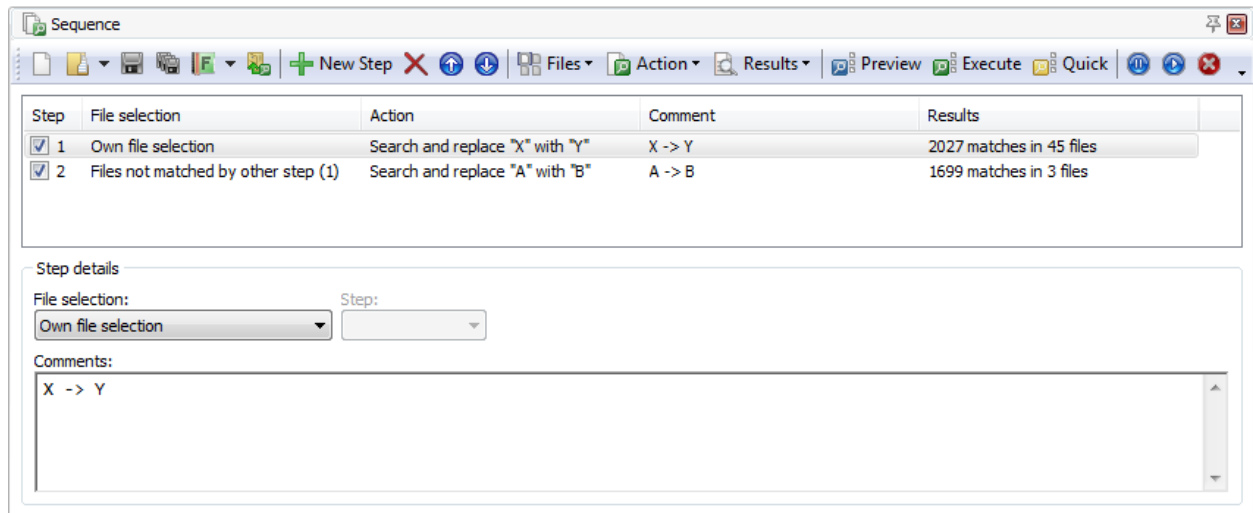 Sequence
New Step Files Action Results Preview Execute Quick
Step File selection Action Comment Results
1 Own file selection Search and replace "X" with "Y" X -> Y 2027 matches in 45 files
2 Files not matched by other step (1) Search and replace "A" with "B" A -> B 1699 matches in 3 files
Step details
File selection: Step:
Own file selection
Comments:
X -> Y